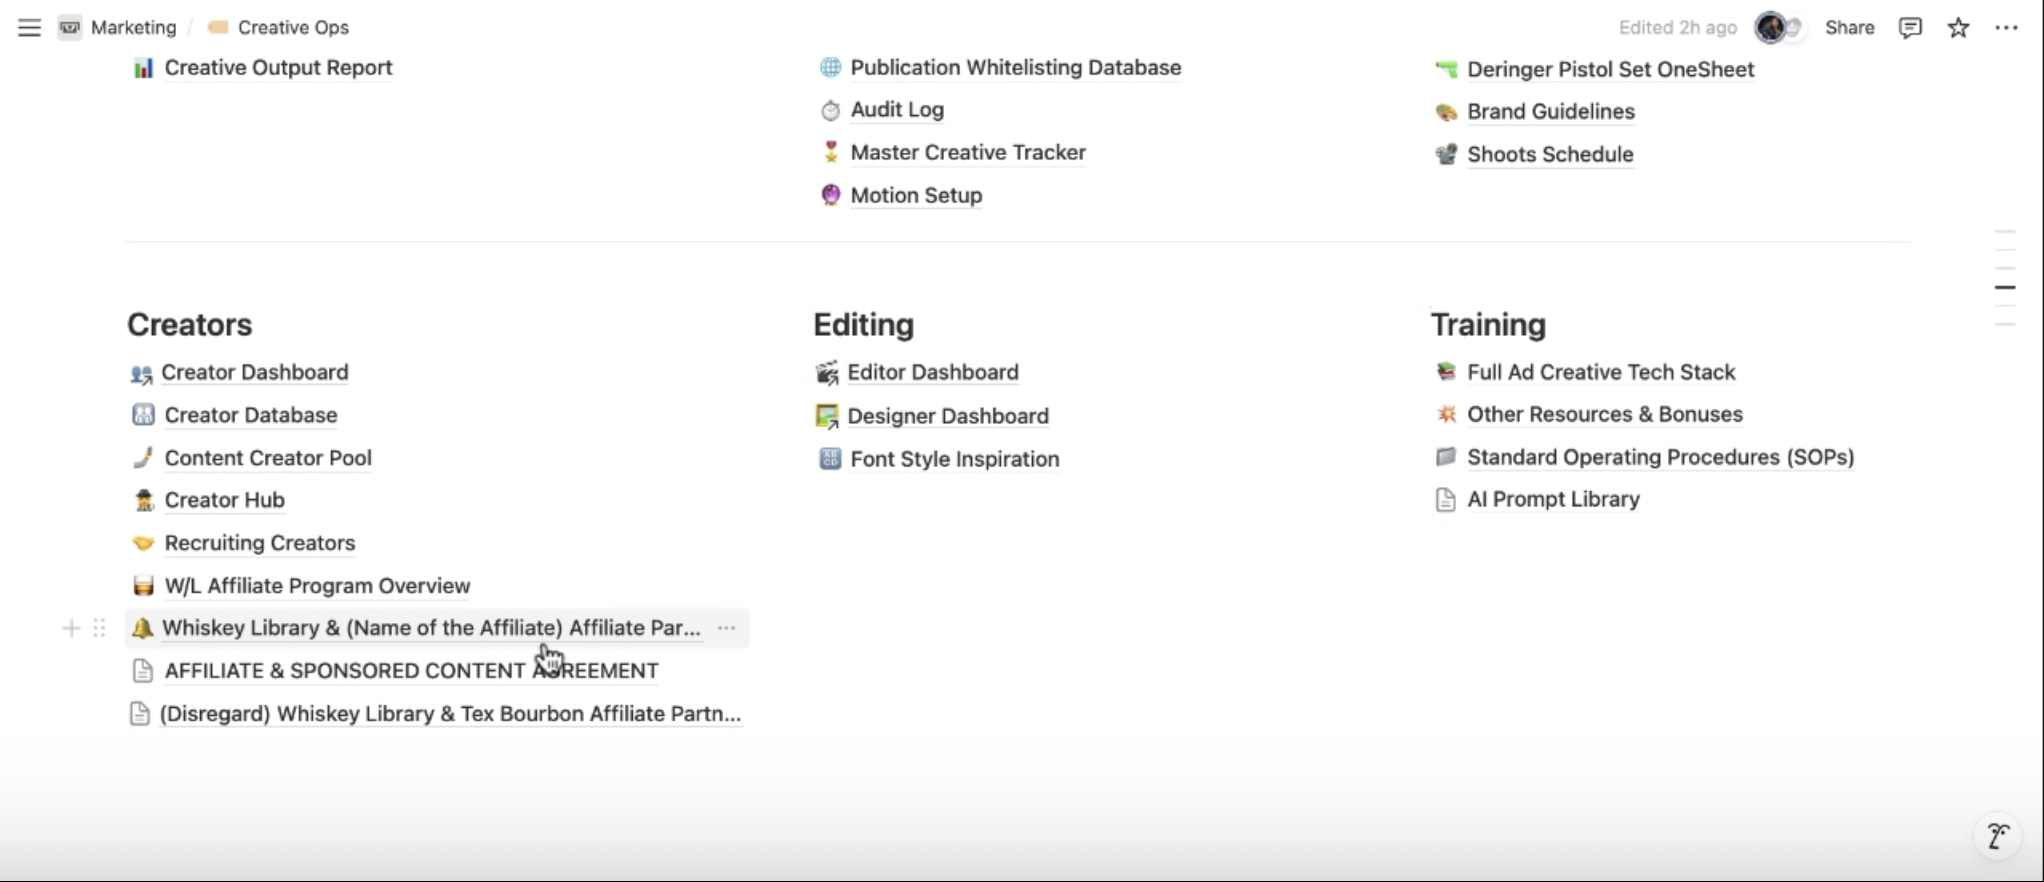 Marketing / Creative Ops
Edited 2h ago
Share
Creative Output Report
Publication Whitelisting Database
Audit Log
Master Creative Tracker
Motion Setup
Deringer Pistol Set OneSheet
Brand Guidelines
Shoots Schedule
Creators
Creator Dashboard
Creator Database
Content Creator Pool
Creator Hub
Recruiting Creators
W/L Affiliate Program Overview
Whiskey Library & (Name of the Affiliate) Affiliate Par...
AFFILIATE & SPONSORED CONTENT AGREEMENT
(Disregard) Whiskey Library & Tex Bourbon Affiliate Partn...
Editing
Editor Dashboard
Designer Dashboard
Font Style Inspiration
Training
Full Ad Creative Tech Stack
Other Resources & Bonuses
Standard Operating Procedures (SOPs)
AI Prompt Library